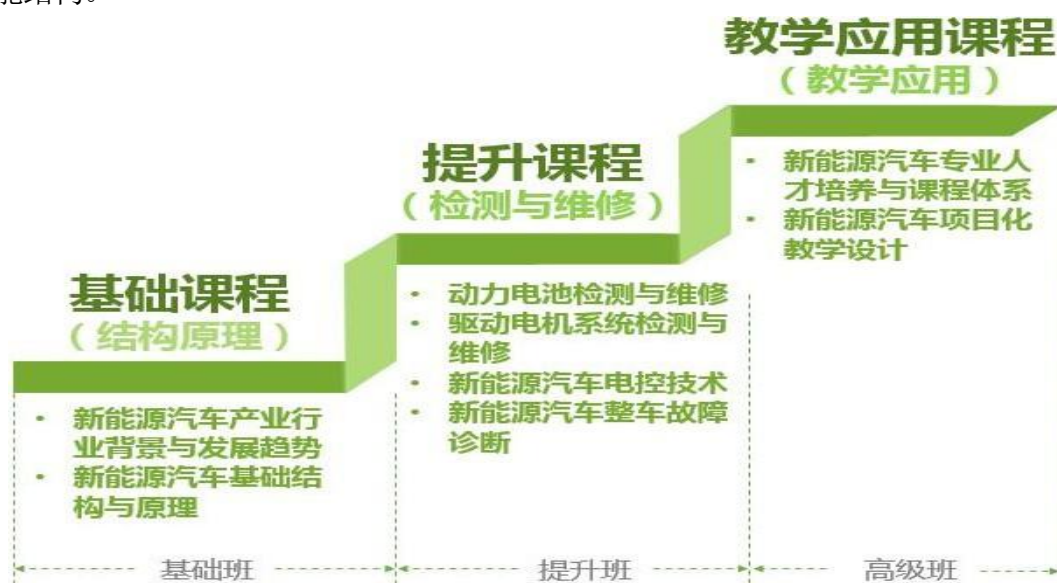 能结构。
教学应用课程
（教学应用）
提升课程
（检测与维修）
基础课程
（结构原理）
• 新能源汽车产业行
业背景与发展趋势
• 新能源汽车基础结
构与原理
• 动力电池检测与维修
• 驱动电机系统检测与
维修
• 新能源汽车电控技术
• 新能源汽车整车故障
诊断
• 新能源汽车专业人
才培养与课程体系
• 新能源汽车项目化
教学设计
基础班
提升班
高级班